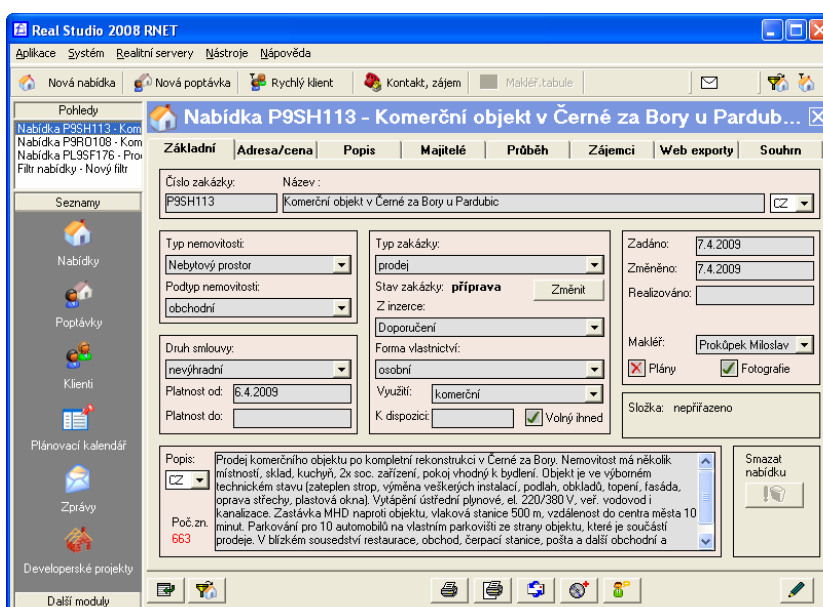 Real Studio 2008 RNET
Aplikace Systém Realitní servery Nástroje Nápověda
Nová nabídka Nová poptávka Rychlý klient Kontakt, zájem Makléř.tabule
Pohledy
Nabídka P9SH113 - Kom
Nabídka P9RO108 - Kom
Nabídka PL9SF176 - Pro
Filtr nabídky - Nový filtr
Seznamy
Nabídky
Poptávky
Klienti
Plánovací kalendář
Zprávy
Developerské projekty
Další moduly
Nabídka P9SH113 - Komerční objekt v Černé za Bory u Pardub...
Základní Adresa/cena Popis Majitelé Průběh Zájemci Web exporty Souhrn
Číslo zakázky: Název :
P9SH113 Komerční objekt v Černé za Bory u Pardubic CZ
Typ nemovitosti:
Nebytový prostor
Podtyp nemovitosti:
obchodní
Druh smlouvy:
nevýhradní
Platnost od: 6.4.2009
Platnost do:
Typ zakázky:
prodej
Stav zakázky: příprava Změnit
Z inzerce:
Doporučení
Forma vlastnictví:
osobní
Využití: komerční
K dispozici: Volný ihned
Zadáno: 7.4.2009
Změněno: 7.4.2009
Realizováno:
Makléř: Prokůpek Miloslav
Plány Fotografie
Složka: nepřiřazeno
Popis:
CZ
Poč.zn.
663
Prodej komerčního objektu po kompletní rekonstrukci v Černé za Bory. Nemovitost má několik
místností, sklad, kuchyň, 2x soc. zařízení, pokoj vhodný k bydlení. Objekt je ve výborném
technickém stavu (zateplen strop, výměna veškerých instalací, podlah, obkladů, topení, fasáda,
oprava střechy, plastová okna). Vytápění ústřední plynové, el. 220/380 V, veř. vodovod i
kanalizace. Zastávka MHD naproti objektu, vlaková stanice 500 m, vzdálenost do centra města 10
minut. Parkování pro 10 automobilů na vlastním parkovišti ze strany objektu, které je součástí
prodeje. V blízkém sousedství restaurace, obchod, čerpací stanice, pošta a další obchodní a
Smazat
nabídku